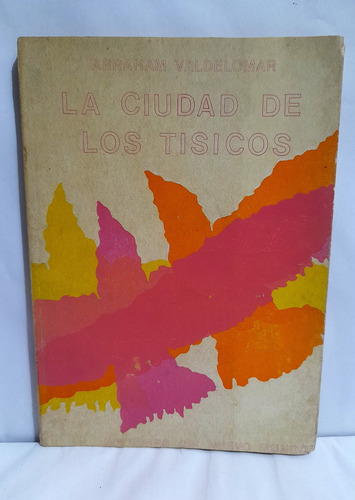 ABRAHAM VALDELOMAR
LA CIUDAD DE
LOS TISICOS